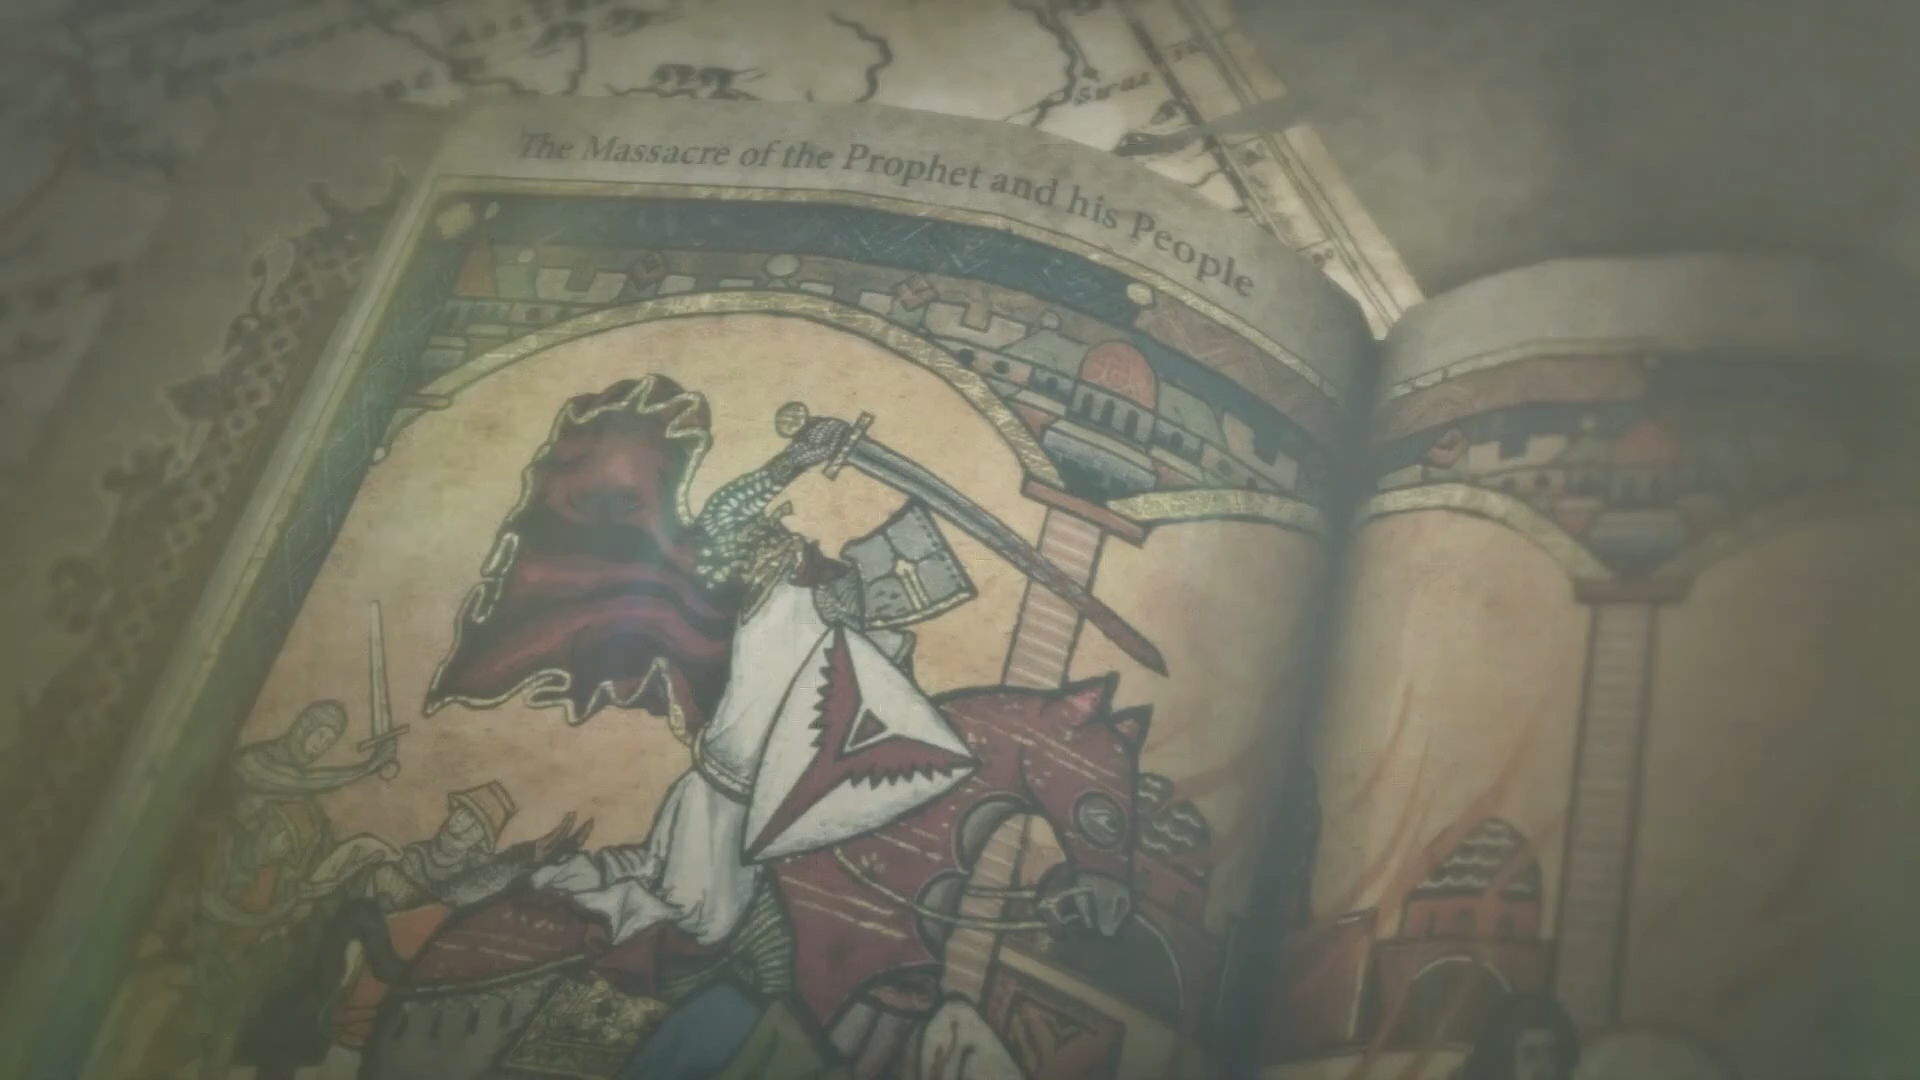 The Massacre of the Prophet and his People